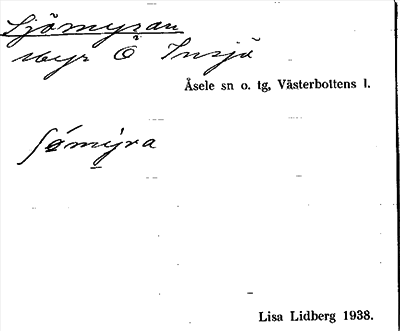 Sjömyran
Myr Ö Insjö
Åsele sn o. tg, Västerbottens l.
sömyra
Lisa Lidberg 1938.